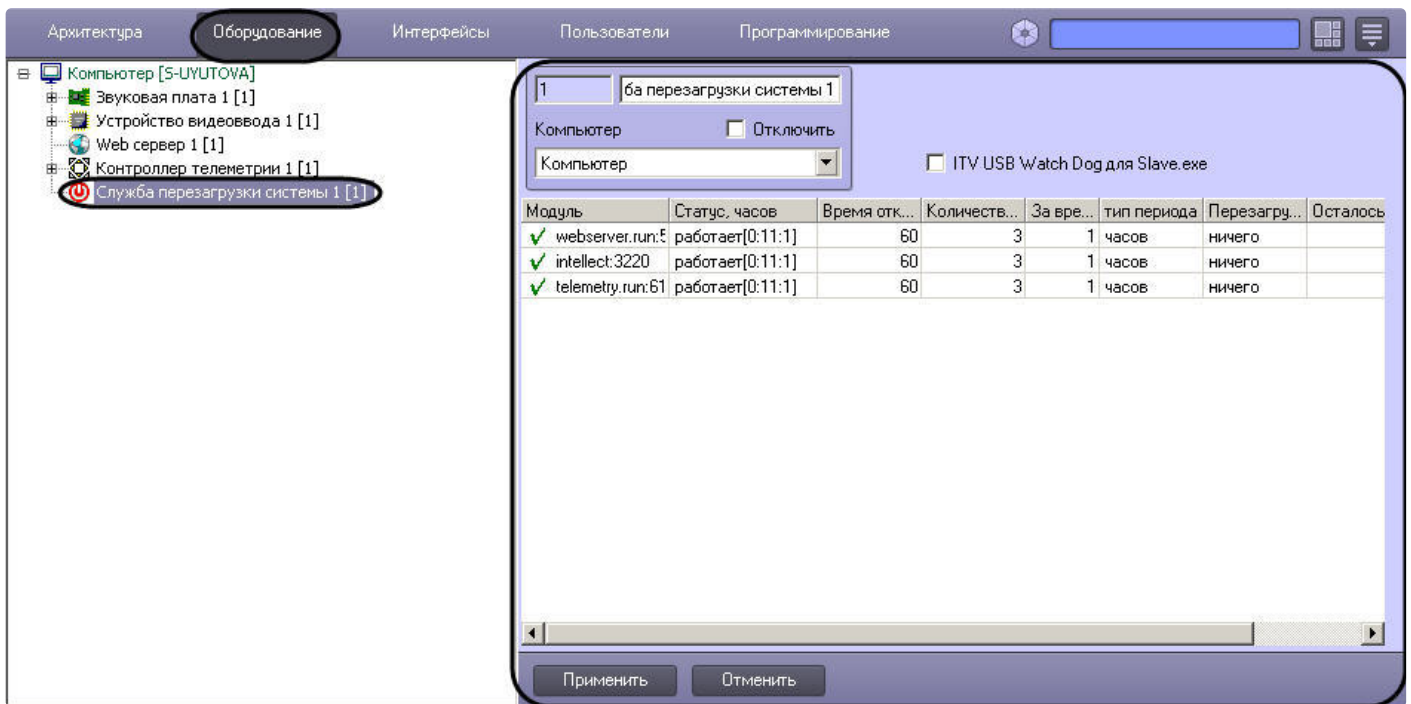 Архитектура Оборудование Интерфейсы Пользователи Программирование
Компьютер [S-UYUTOVA]
Звуковая плата 1 [1]
Устройство видеоввода 1 [1]
Web сервер 1 [1]
Контроллер телеметрии 1 [1]
Служба перезагрузки системы 1 [1]
1 ба перезагрузки системы 1
Компьютер Отключить
Компьютер
ITV USB Watch Dog для Slave.exe
Модуль Статус, часов Время отк... Количеств... За вре... тип периода Перезагру... Осталось
webserver.run:5 работает[0:11:1] 60 3 1 часов ничего
intellect:3220 работает[0:11:1] 60 3 1 часов ничего
telemetry.run:61 работает[0:11:1] 60 3 1 часов ничего
Применить Отменить